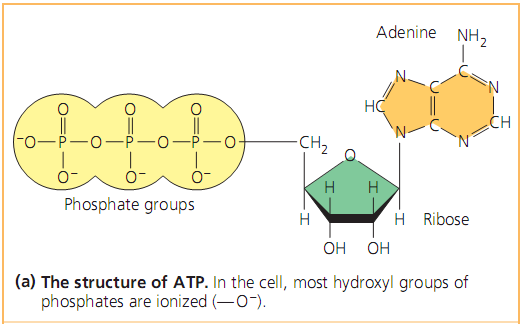 Adenine NH2
O O O N C N
HC C CH
⁻O—P—O—P—O—P—O CH2 N C N
O
O⁻ O⁻ O⁻ H H
Phosphate groups H H Ribose
OH OH
(a) The structure of ATP. In the cell, most hydroxyl groups of
phosphates are ionized (—O⁻).